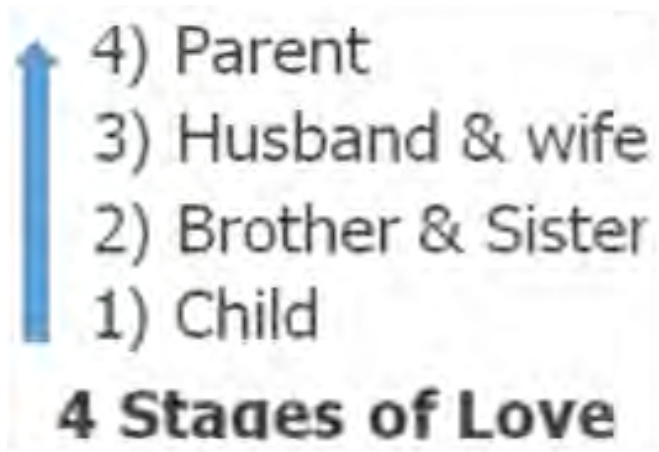 4) Parent
3) Husband & wife
2) Brother & Sister
1) Child
4 Stages of Love